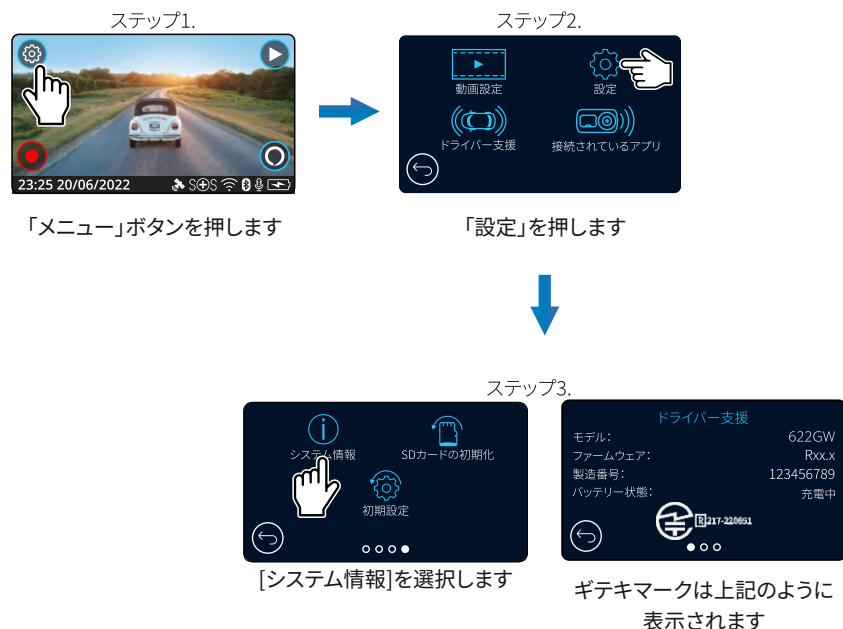 ステップ1.
23:25 20/06/2022
SOS
「メニュー」ボタンを押します
ステップ2.
動画設定
設定
ドライバー支援
接続されているアプリ
「設定」を押します
ステップ3.
システム情報
SDカードの初期化
初期設定
[システム情報]を選択します
ドライバー支援
モデル: 622GW
ファームウェア: Rxx.x
製造番号: 123456789
バッテリー状態: 充電中
R 217-220651
ギテキマークは上記のように
表示されます